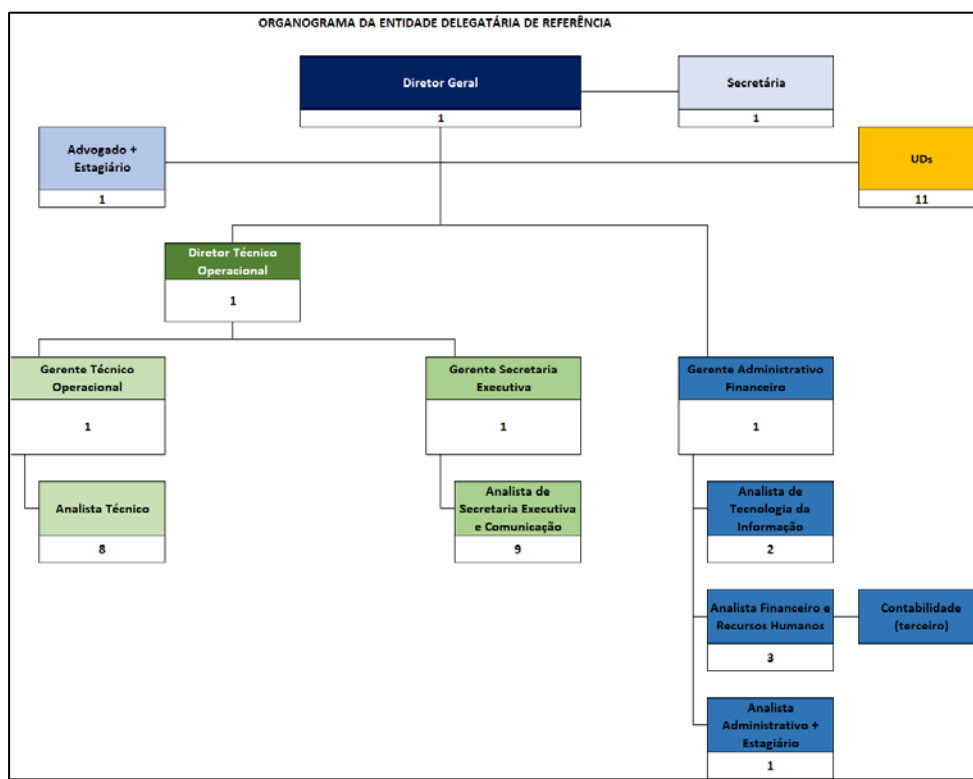 ORGANOGRAMA DA ENTIDADE DELEGATÁRIA DE REFERÊNCIA
Diretor Geral
1
Secretária
1
Advogado +
Estagiário
1
UDs
11
Diretor Técnico
Operacional
1
Gerente Técnico
Operacional
1
Gerente Secretaria
Executiva
1
Gerente Administrativo
Financeiro
1
Analista Técnico
8
Analista de
Secretaria Executiva
e Comunicação
9
Analista de
Tecnologia da
Informação
2
Analista Financeiro e
Recursos Humanos
3
Contabilidade
(terceiro)
Analista
Administrativo +
Estagiário
1